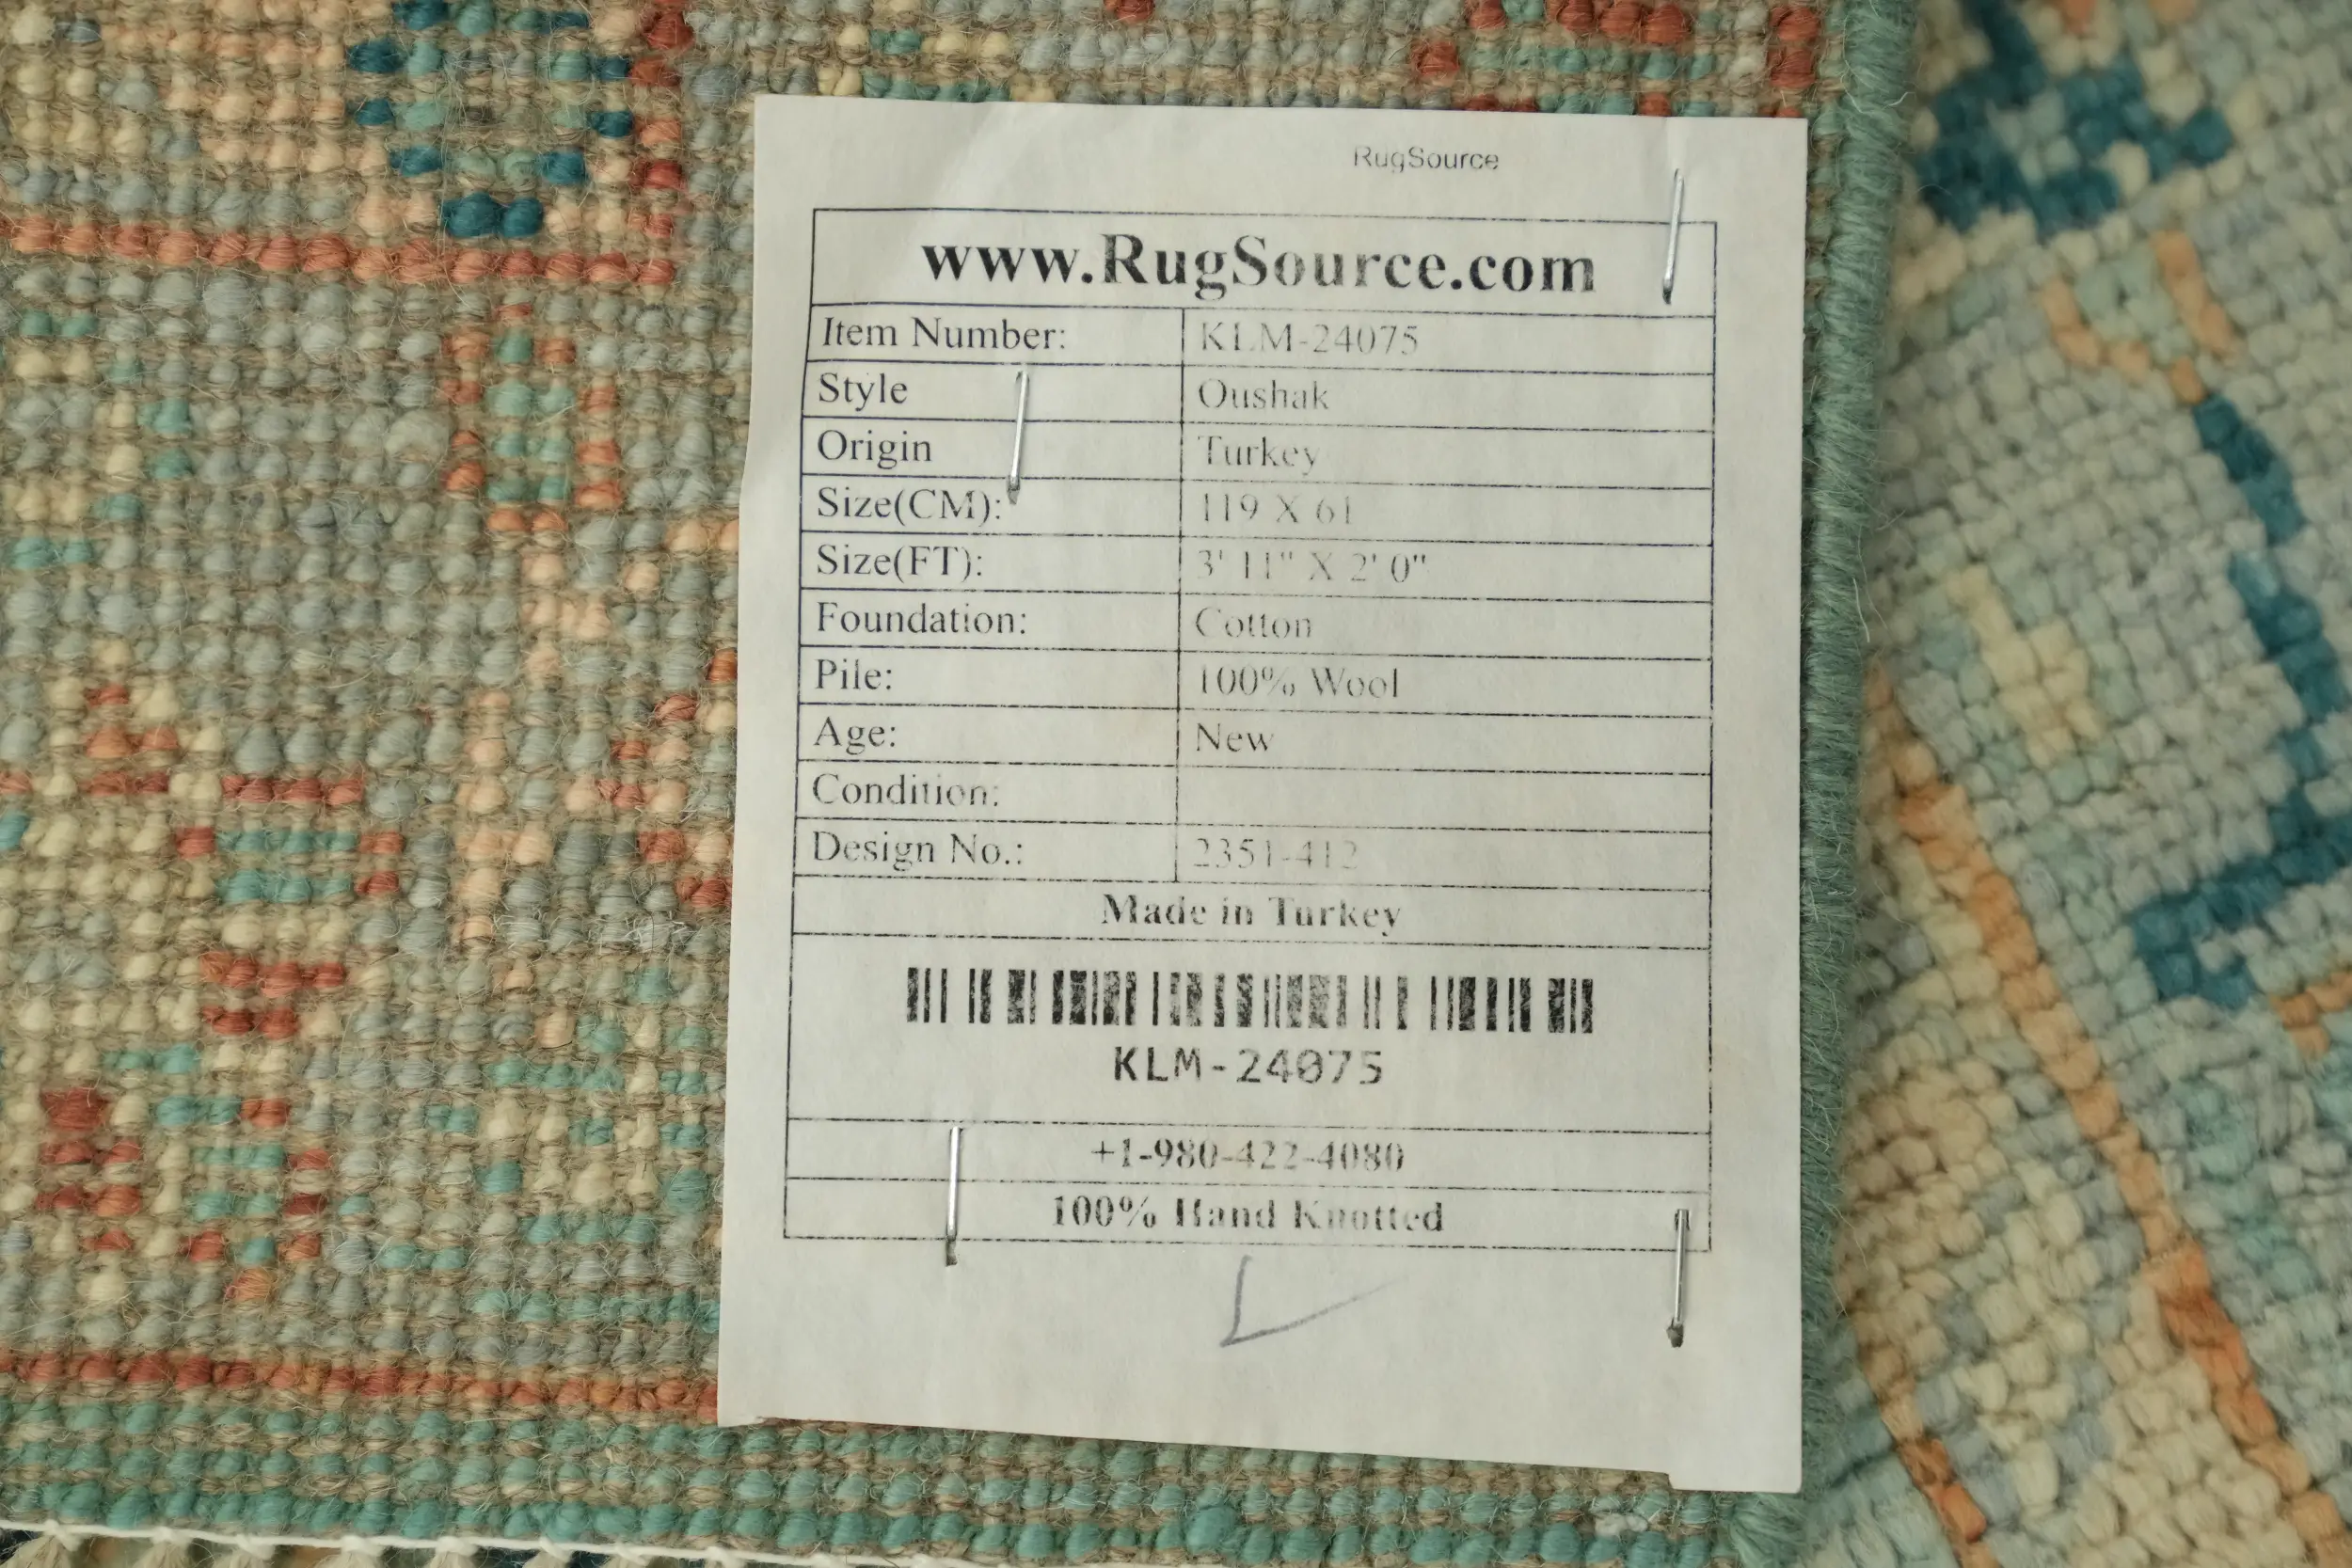 RugSource
www.RugSource.com
Item Number: KLM-24075
Style Oushak
Origin Turkey
Size(CM): 119 X 61
Size(FT): 3' 11" X 2' 0"
Foundation: Cotton
Pile: 100% Wool
Age: New
Condition:
Design No.: 2351-412
Made in Turkey
KLM-24075
+1-980-422-4080
100% Hand Knotted